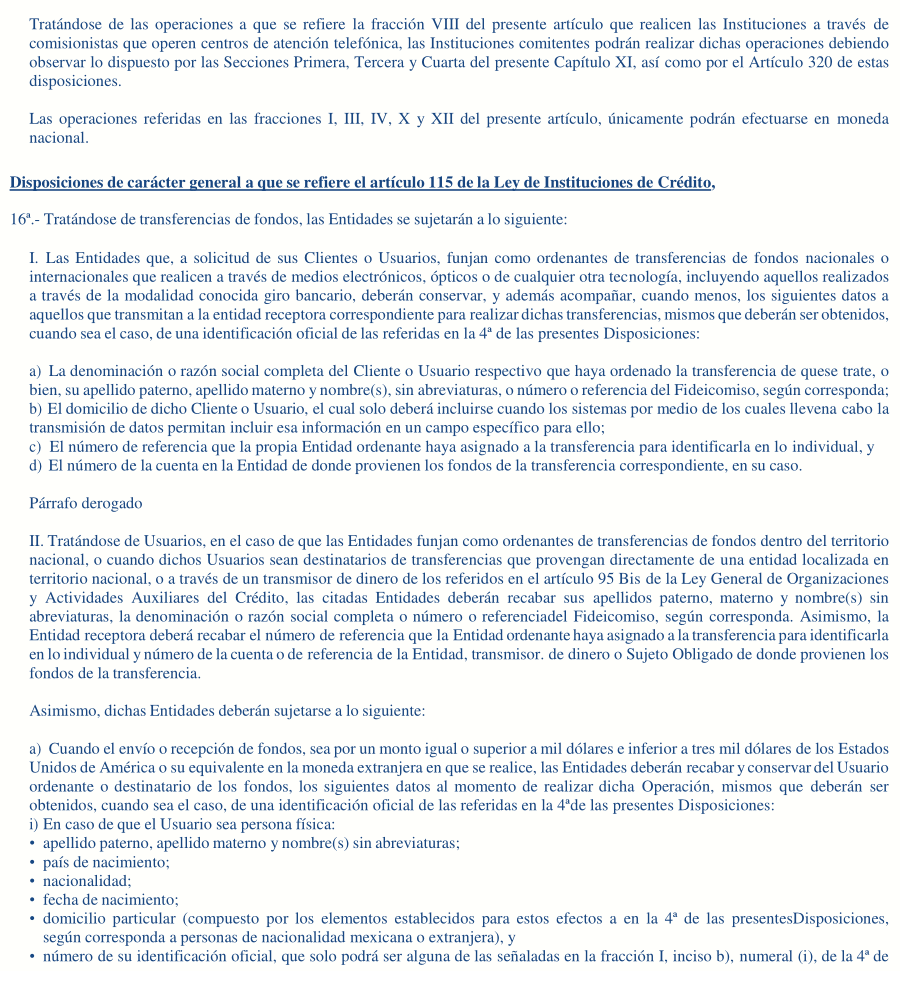 Tratándose de las operaciones a que se refiere la fracción VIII del presente artículo que realicen las Instituciones a través de
comisionistas que operen centros de atención telefónica, las Instituciones comitentes podrán realizar dichas operaciones debiendo
observar lo dispuesto por las Secciones Primera, Tercera y Cuarta del presente Capítulo XI, así como por el Artículo 320 de estas
disposiciones.
Las operaciones referidas en las fracciones I, III, IV, X y XII del presente artículo, únicamente podrán efectuarse en moneda
nacional.
Disposiciones de carácter general a que se refiere el artículo 115 de la Ley de Instituciones de Crédito,
16ª.- Tratándose de transferencias de fondos, las Entidades se sujetarán a lo siguiente:
I. Las Entidades que, a solicitud de sus Clientes o Usuarios, funjan como ordenantes de transferencias de fondos nacionales o
internacionales que realicen a través de medios electrónicos, ópticos o de cualquier otra tecnología, incluyendo aquellos realizados
a través de la modalidad conocida giro bancario, deberán conservar, y además acompañar, cuando menos, los siguientes datos a
aquellos que transmitan a la entidad receptora correspondiente para realizar dichas transferencias, mismos que deberán ser obtenidos,
cuando sea el caso, de una identificación oficial de las referidas en la 4ª de las presentes Disposiciones:
a) La denominación o razón social completa del Cliente o Usuario respectivo que haya ordenado la transferencia de quese trate, o
bien, su apellido paterno, apellido materno y nombre(s), sin abreviaturas, o número o referencia del Fideicomiso, según corresponda;
b) El domicilio de dicho Cliente o Usuario, el cual solo deberá incluirse cuando los sistemas por medio de los cuales llevena cabo la
transmisión de datos permitan incluir esa información en un campo específico para ello;
c) El número de referencia que la propia Entidad ordenante haya asignado a la transferencia para identificarla en lo individual, y
d) El número de la cuenta en la Entidad de donde provienen los fondos de la transferencia correspondiente, en su caso.
Párrafo derogado
II. Tratándose de Usuarios, en el caso de que las Entidades funjan como ordenantes de transferencias de fondos dentro del territorio
nacional, o cuando dichos Usuarios sean destinatarios de transferencias que provengan directamente de una entidad localizada en
territorio nacional, o a través de un transmisor de dinero de los referidos en el artículo 95 Bis de la Ley General de Organizaciones
y Actividades Auxiliares del Crédito, las citadas Entidades deberán recabar sus apellidos paterno, materno y nombre(s) sin
abreviaturas, la denominación o razón social completa o número o referenciadel Fideicomiso, según corresponda. Asimismo, la
Entidad receptora deberá recabar el número de referencia que la Entidad ordenante haya asignado a la transferencia para identificarla
en lo individual y número de la cuenta o de referencia de la Entidad, transmisor. de dinero o Sujeto Obligado de donde provienen los
fondos de la transferencia.
Asimismo, dichas Entidades deberán sujetarse a lo siguiente:
a) Cuando el envío o recepción de fondos, sea por un monto igual o superior a mil dólares e inferior a tres mil dólares de los Estados
Unidos de América o su equivalente en la moneda extranjera en que se realice, las Entidades deberán recabar y conservar del Usuario
ordenante o destinatario de los fondos, los siguientes datos al momento de realizar dicha Operación, mismos que deberán ser
obtenidos, cuando sea el caso, de una identificación oficial de las referidas en la 4ªde las presentes Disposiciones:
i) En caso de que el Usuario sea persona física:
• apellido paterno, apellido materno y nombre(s) sin abreviaturas;
• país de nacimiento;
• nacionalidad;
• fecha de nacimiento;
• domicilio particular (compuesto por los elementos establecidos para estos efectos a en la 4ª de las presentesDisposiciones,
según corresponda a personas de nacionalidad mexicana o extranjera), y
• número de su identificación oficial, que solo podrá ser alguna de las señaladas en la fracción I, inciso b), numeral (i), de la 4ª de